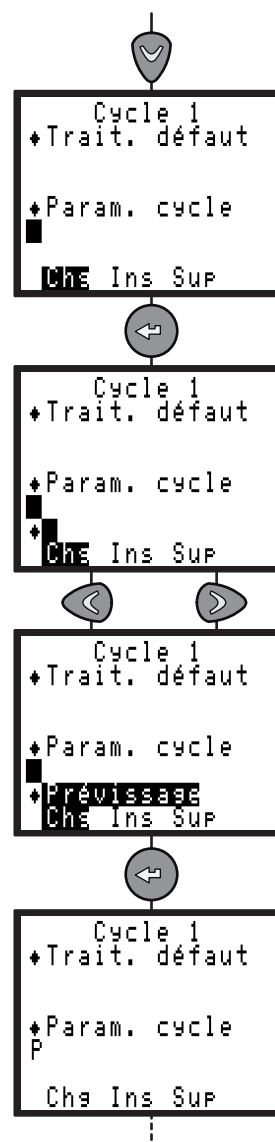 Cycle 1
♦Trait. défaut
♦Param. cycle
Chg Ins Sup
Cycle 1
♦Trait. défaut
♦Param. cycle
♦
Chg Ins Sup
Cycle 1
♦Trait. défaut
♦Param. cycle
♦Prévissage
Chg Ins Sup
Cycle 1
♦Trait. défaut
♦Param. cycle
P
Chg Ins Sup